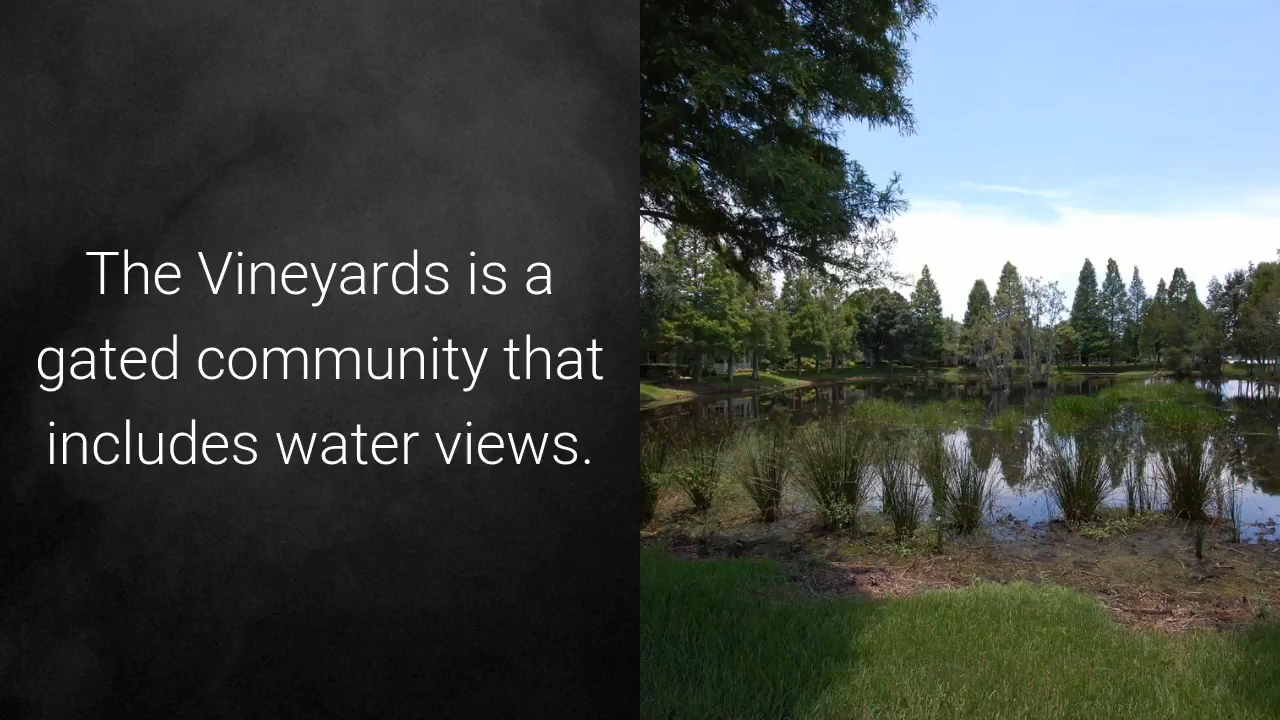 The Vineyards is a
gated community that
includes water views.